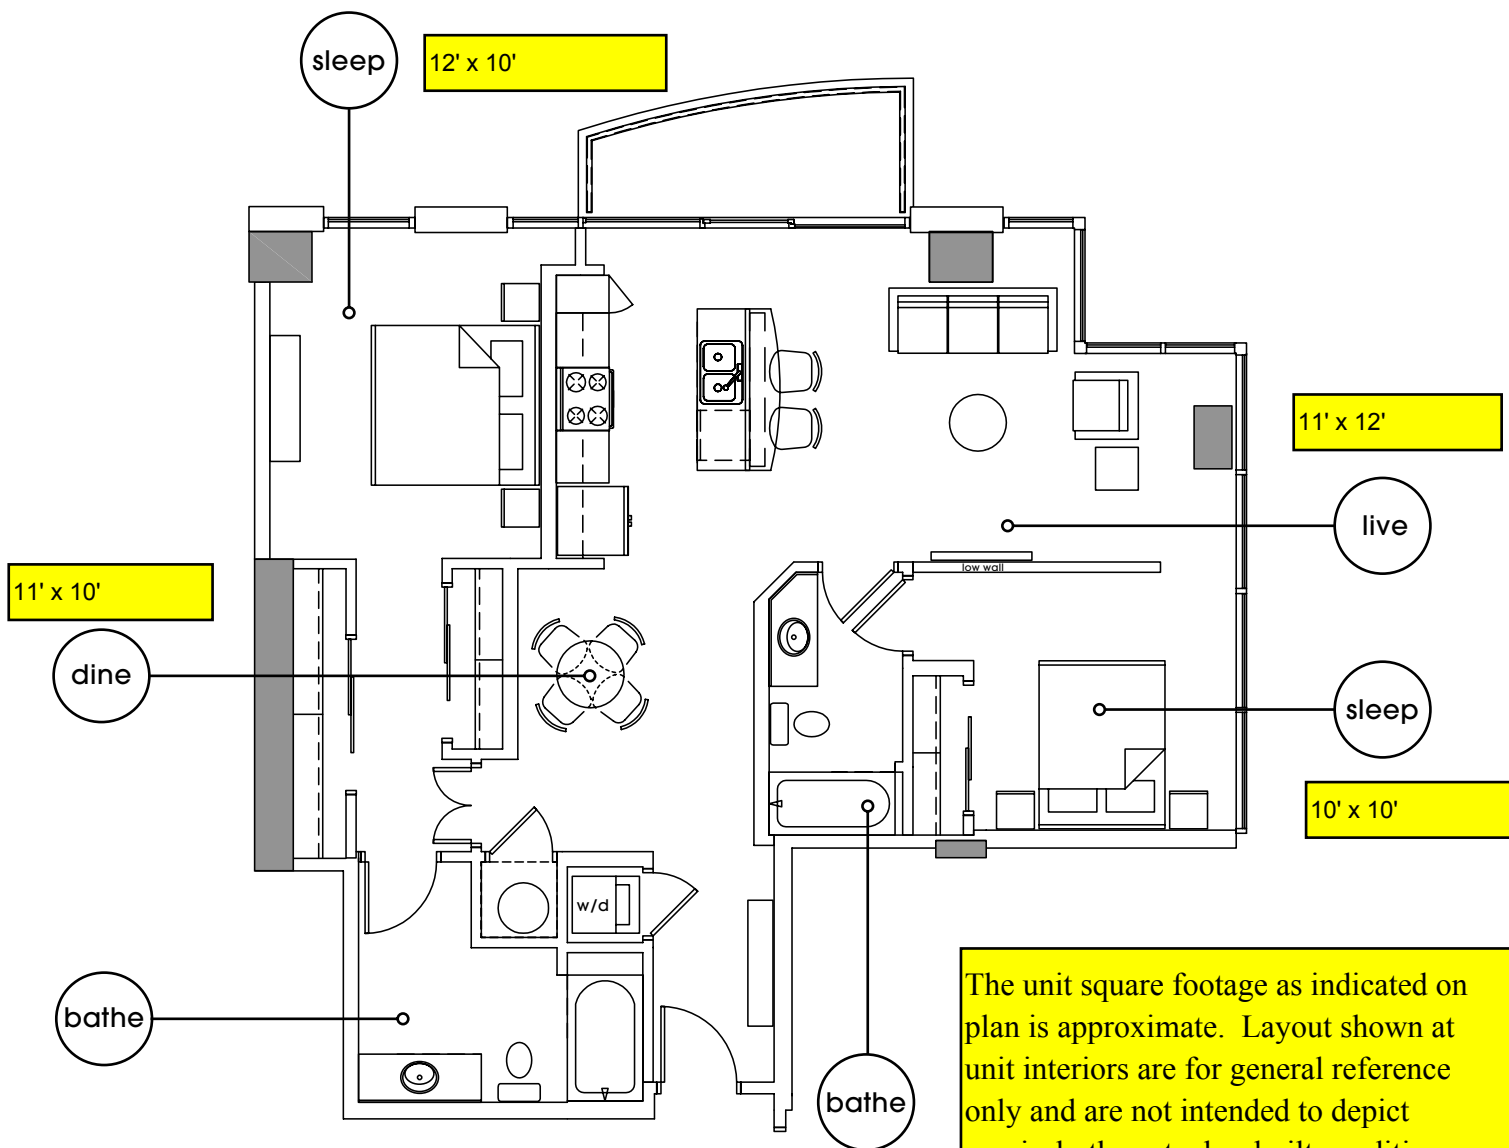 sleep
12' x 10'
11' x 12'
live
low wall
11' x 10'
dine
sleep
10' x 10'
w/d
bathe
bathe
The unit square footage as indicated on
plan is approximate. Layout shown at
unit interiors are for general reference
only and are not intended to depict